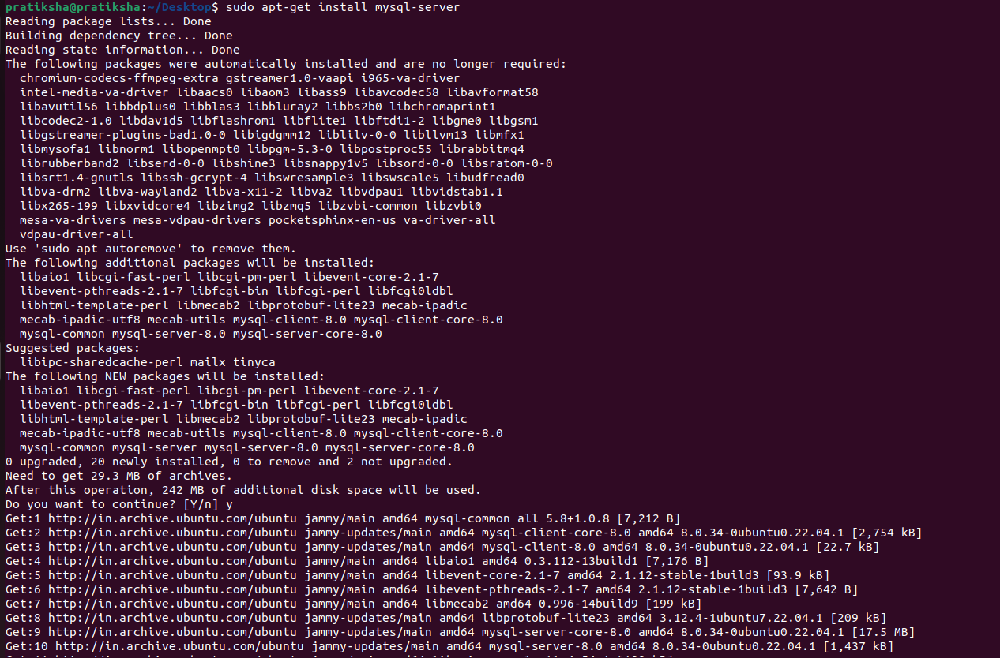 pratiksha@pratiksha:~/Desktop$ sudo apt-get install mysql-server
Reading package lists... Done
Building dependency tree... Done
Reading state information... Done
The following packages were automatically installed and are no longer required:
  chromium-codecs-ffmpeg-extra gstreamer1.0-vaapi i965-va-driver
  intel-media-va-driver libaacs0 libaom3 libass9 libavcodec58 libavformat58
  libavutil56 libbdplus0 libblas3 libbluray2 libbs2b0 libchromaprint1
  libcodec2-1.0 libdav1d5 libflashrom1 libflite1 libftdi1-2 libgme0 libgsm1
  libgstreamer-plugins-bad1.0-0 libigdgmm12 liblilv-0-0 libllvm13 libmfx1
  libmysofa1 libnorm1 libopenmpt0 libpgm-5.3-0 libpostproc55 librabbitmq4
  librubberband2 libserd-0-0 libshine3 libsnappy1v5 libsord-0-0 libsratom-0-0
  libsrt1.4-gnutls libssh-gcrypt-4 libswresample3 libswscale5 libudfread0
  libva-drm2 libva-wayland2 libva-x11-2 libva2 libvdpau1 libvidstab1.1
  libx265-199 libxvidcore4 libzimg2 libzmq5 libzvbi-common libzvbi0
  mesa-va-drivers mesa-vdpau-drivers pocketsphinx-en-us va-driver-all
  vdpau-driver-all
Use 'sudo apt autoremove' to remove them.
The following additional packages will be installed:
  libaio1 libcgi-fast-perl libcgi-pm-perl libevent-core-2.1-7
  libevent-pthreads-2.1-7 libfcgi-bin libfcgi-perl libfcgi0ldbl
  libhtml-template-perl libmecab2 libprotobuf-lite23 mecab-ipadic
  mecab-ipadic-utf8 mecab-utils mysql-client-8.0 mysql-client-core-8.0
  mysql-common mysql-server-8.0 mysql-server-core-8.0
Suggested packages:
  libipc-sharedcache-perl mailx tinyca
The following NEW packages will be installed:
  libaio1 libcgi-fast-perl libcgi-pm-perl libevent-core-2.1-7
  libevent-pthreads-2.1-7 libfcgi-bin libfcgi-perl libfcgi0ldbl
  libhtml-template-perl libmecab2 libprotobuf-lite23 mecab-ipadic
  mecab-ipadic-utf8 mecab-utils mysql-client-8.0 mysql-client-core-8.0
  mysql-common mysql-server mysql-server-8.0 mysql-server-core-8.0
0 upgraded, 20 newly installed, 0 to remove and 2 not upgraded.
Need to get 29.3 MB of archives.
After this operation, 242 MB of additional disk space will be used.
Do you want to continue? [Y/n] y
Get:1 http://in.archive.ubuntu.com/ubuntu jammy/main amd64 mysql-common all 5.8+1.0.8 [7,212 B]
Get:2 http://in.archive.ubuntu.com/ubuntu jammy-updates/main amd64 mysql-client-core-8.0 amd64 8.0.34-0ubuntu0.22.04.1 [2,754 kB]
Get:3 http://in.archive.ubuntu.com/ubuntu jammy-updates/main amd64 mysql-client-8.0 amd64 8.0.34-0ubuntu0.22.04.1 [22.7 kB]
Get:4 http://in.archive.ubuntu.com/ubuntu jammy/main amd64 libaio1 amd64 0.3.112-13build1 [7,176 B]
Get:5 http://in.archive.ubuntu.com/ubuntu jammy/main amd64 libevent-core-2.1-7 amd64 2.1.12-stable-1build3 [93.9 kB]
Get:6 http://in.archive.ubuntu.com/ubuntu jammy/main amd64 libevent-pthreads-2.1-7 amd64 2.1.12-stable-1build3 [7,642 B]
Get:7 http://in.archive.ubuntu.com/ubuntu jammy/main amd64 libmecab2 amd64 0.996-14build9 [199 kB]
Get:8 http://in.archive.ubuntu.com/ubuntu jammy-updates/main amd64 libprotobuf-lite23 amd64 3.12.4-1ubuntu7.22.04.1 [209 kB]
Get:9 http://in.archive.ubuntu.com/ubuntu jammy-updates/main amd64 mysql-server-core-8.0 amd64 8.0.34-0ubuntu0.22.04.1 [17.5 MB]
Get:10 http://in.archive.ubuntu.com/ubuntu jammy-updates/main amd64 mysql-server-8.0 amd64 8.0.34-0ubuntu0.22.04.1 [1,437 kB]